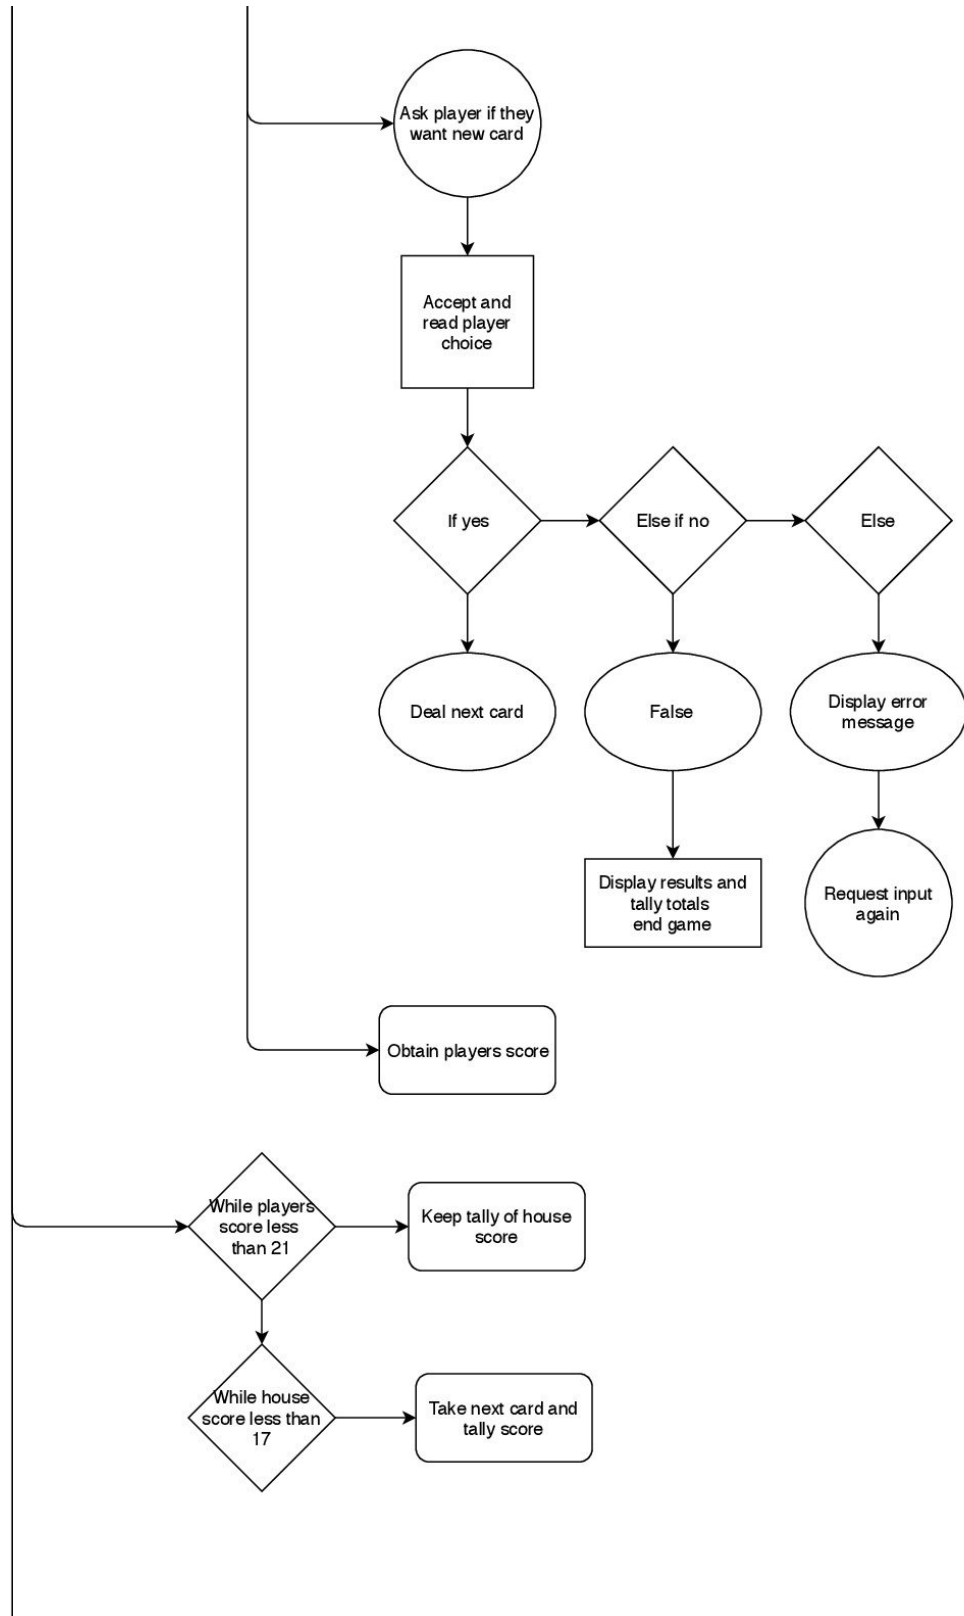 Ask player if they
want new card
Accept and
read player
choice
If yes
Else if no
Else
Deal next card
False
Display error
message
Display results and
tally totals
end game
Request input
again
Obtain players score
While players
score less
than 21
Keep tally of house
score
While house
score less than
17
Take next card and
tally score